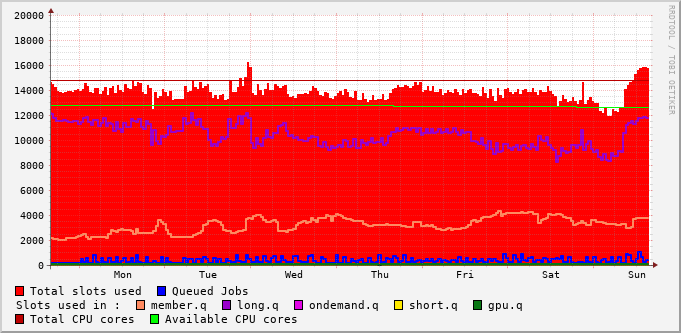 20000
18000
16000
14000
12000
10000
8000
6000
4000
2000
0
Mon Tue Wed Thu Fri Sat Sun
RRDTOOL / TOBI OETIKER
Total slots used Queued Jobs
Slots used in : member.q long.q ondemand.q short.q gpu.q
Total CPU cores Available CPU cores